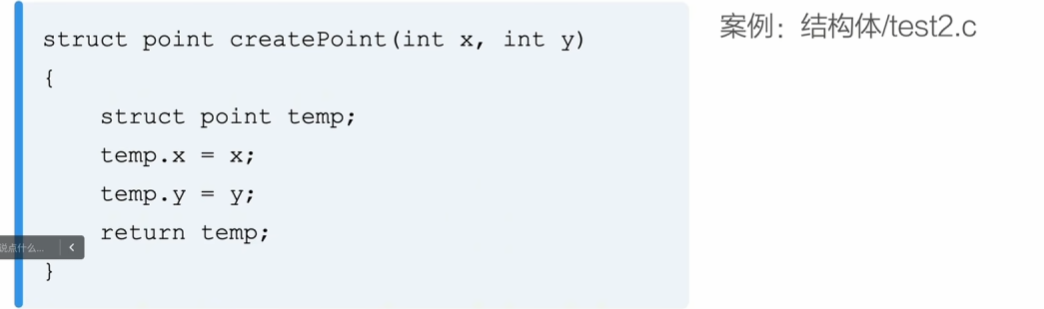 struct point createPoint(int x, int y)
{
    struct point temp;
    temp.x = x;
    temp.y = y;
    return temp;
}
案例：结构体/test2.c
说点什么...